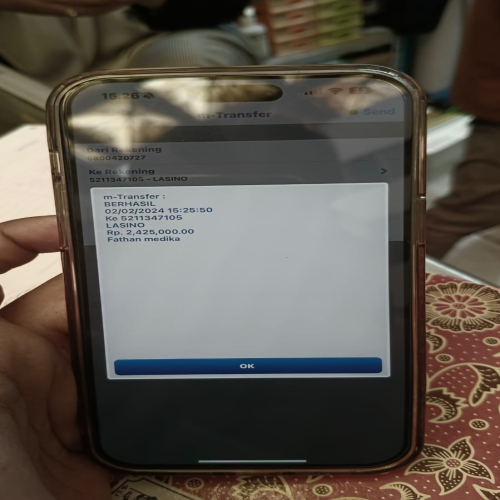 15.26
m-Transfer
Send
Dari Rekening
Ke Rekening
5211347105 - LASINO
m-Transfer :
BERHASIL
02/02/2024 15:25:50
Ke 5211347105
LASINO
Rp. 2,425,000.00
Fathan medika
OK